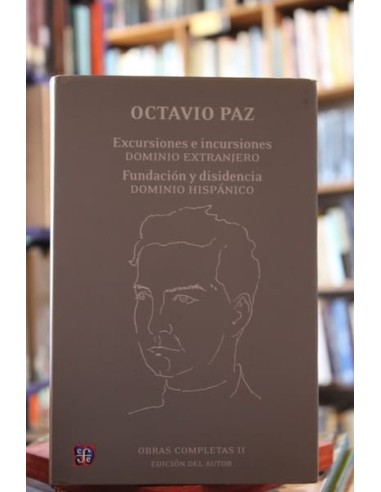 OCTAVIO PAZ
Excursiones e incursiones
DOMINIO EXTRANJERO
Fundación y disidencia
DOMINIO HISPÁNICO
OBRAS COMPLETAS II
EDICIÓN DEL AUTOR